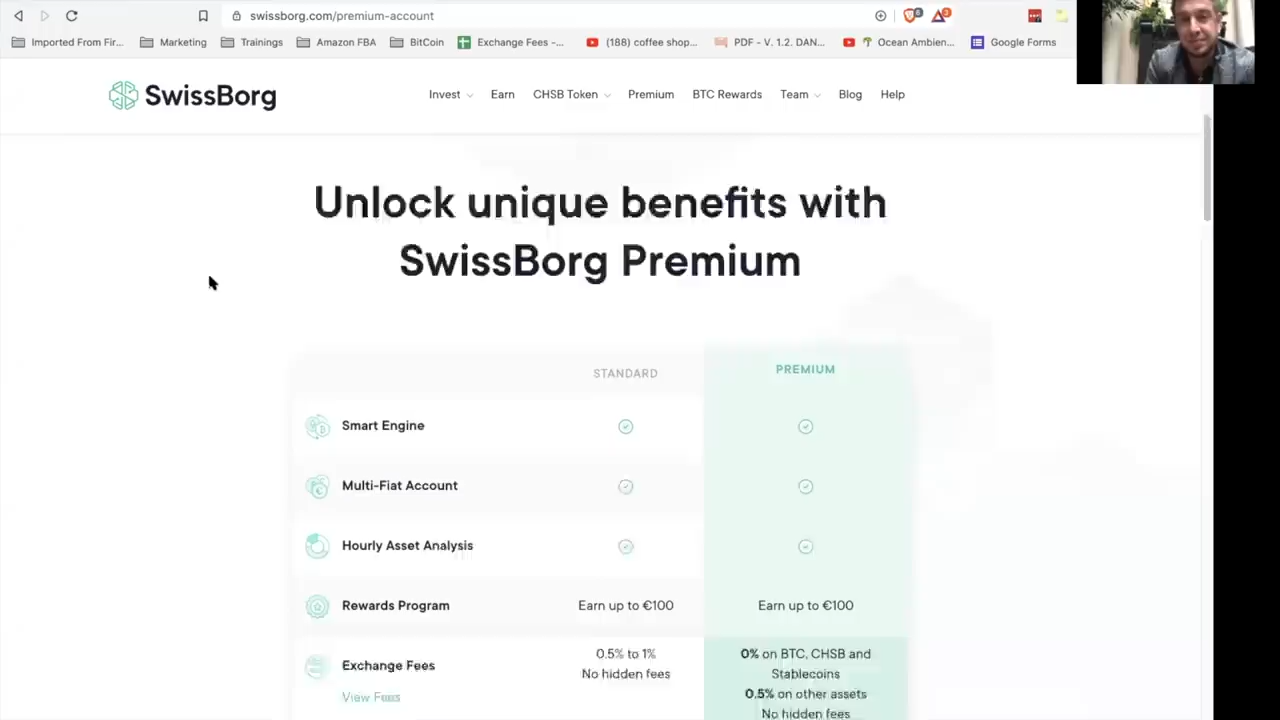 swissborg.com/premium-account
6
3
Imported From Fir...
Marketing
Trainings
Amazon FBA
BitCoin
Exchange Fees -...
(188) coffee shop...
PDF - V. 1.2. DAN...
Ocean Ambien...
Google Forms
SwissBorg
Invest
Earn
CHSB Token
Premium
BTC Rewards
Team
Blog
Help
Unlock unique benefits with
SwissBorg Premium
STANDARD
PREMIUM
Smart Engine
Multi-Fiat Account
Hourly Asset Analysis
Rewards Program
Earn up to €100
Earn up to €100
Exchange Fees
View Fees
0.5% to 1%
No hidden fees
0% on BTC, CHSB and
Stablecoins
0.5% on other assets
No hidden fees